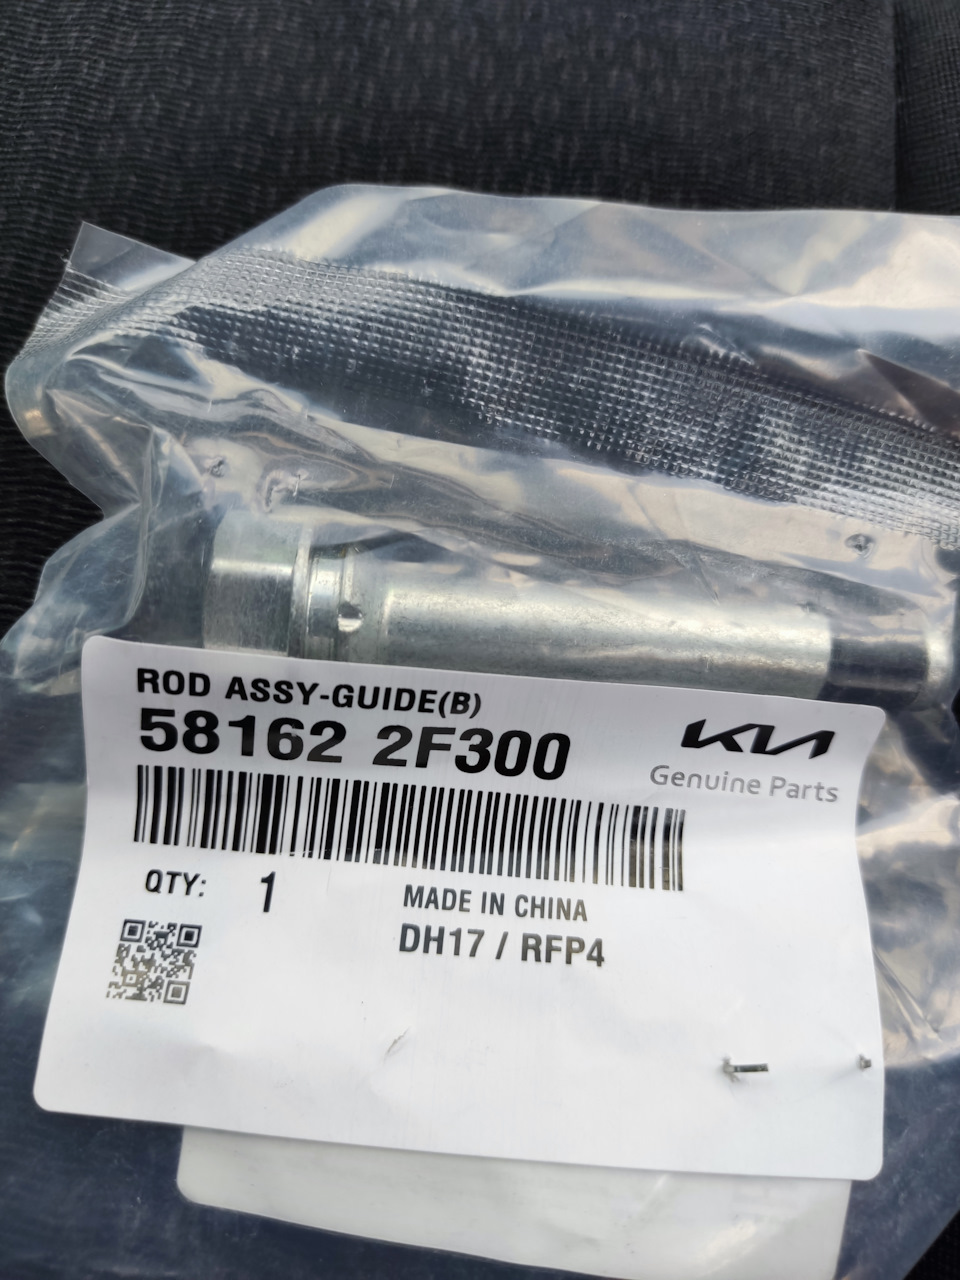 ROD ASSY-GUIDE(B)
58162 2F300
KIA
Genuine Parts
QTY: 1
MADE IN CHINA
DH17 / RFP4